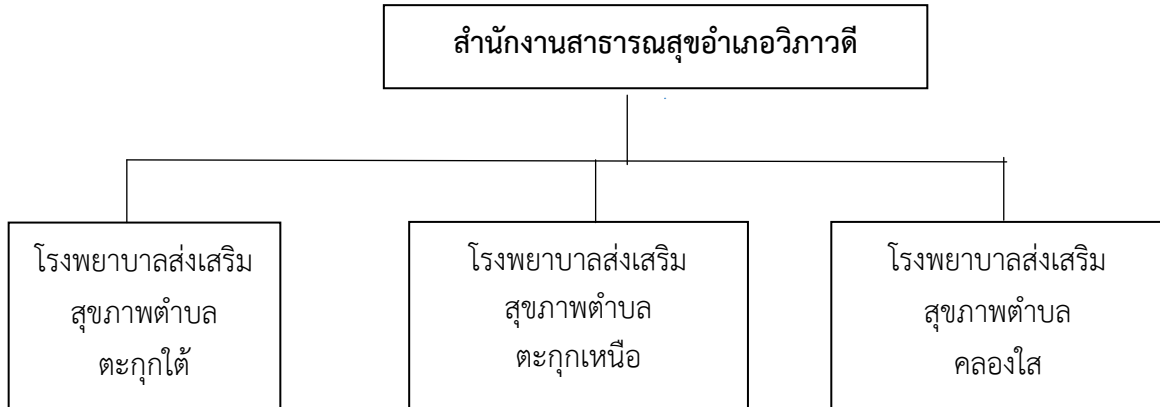 สำนักงานสาธารณสุขอำเภอวิภาวดี
โรงพยาบาลส่งเสริม
สุขภาพตำบล
ตะกุกใต้
โรงพยาบาลส่งเสริม
สุขภาพตำบล
ตะกุกเหนือ
โรงพยาบาลส่งเสริม
สุขภาพตำบล
คลองใส